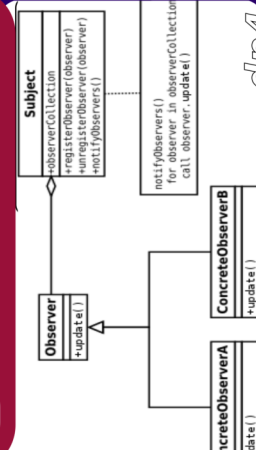 Subject
+observerCollection
+registerObserver(observer)
+unregisterObserver(observer)
+notifyObservers()
notifyObservers()
for observer in observerCollection
call observer.update()
Observer
+update()
ConcreteObserverA
+update()
ConcreteObserverB
+update()